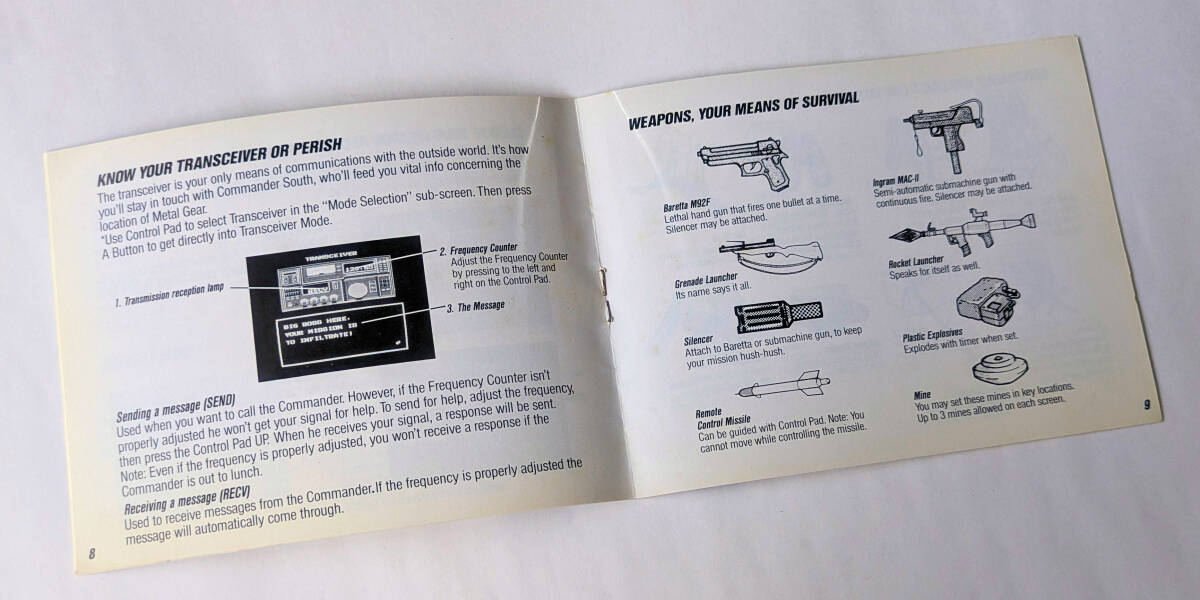 KNOW YOUR TRANSCEIVER OR PERISH
The transceiver is your only means of communications with the outside world. It's how
you'll stay in touch with Commander South, who'll feed you vital info concerning the
location of Metal Gear.
*Use Control Pad to select Transceiver in the "Mode Selection" sub-screen. Then press
A Button to get directly into Transceiver Mode.
TRANSCEIVER
BIG BOSS HERE.
YOUR MISSION IS
TO INFILTRATE!
1. Transmission reception lamp
2. Frequency Counter
Adjust the Frequency Counter
by pressing to the left and
right on the Control Pad.
3. The Message
Sending a message (SEND)
Used when you want to call the Commander. However, if the Frequency Counter isn't
properly adjusted he won't get your signal for help. To send for help, adjust the frequency,
then press the Control Pad UP. When he receives your signal, a response will be sent.
Note: Even if the frequency is properly adjusted, you won't receive a response if the
Commander is out to lunch.
Receiving a message (RECV)
Used to receive messages from the Commander. If the frequency is properly adjusted the
message will automatically come through.
8
WEAPONS, YOUR MEANS OF SURVIVAL
Baretta M92F
Lethal hand gun that fires one bullet at a time.
Silencer may be attached.
Grenade Launcher
Its name says it all.
Silencer
Attach to Baretta or submachine gun, to keep
your mission hush-hush.
Remote
Control Missile
Can be guided with Control Pad. Note: You
cannot move while controlling the missile.
Ingram MAC-II
Semi-automatic submachine gun with
continuous fire. Silencer may be attached.
Rocket Launcher
Speaks for itself as well.
Plastic Explosives
Explodes with timer when set.
Mine
You may set these mines in key locations.
Up to 3 mines allowed on each screen.
9